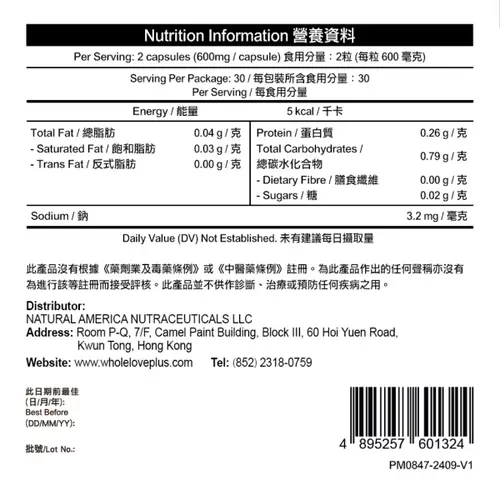 Nutrition Information 營養資料
Per Serving: 2 capsules (600mg / capsule) 食用分量：2粒 (每粒 600 毫克)
Serving Per Package: 30 / 每包裝所含食用分量：30
Per Serving / 每食用分量
Energy / 能量 5 kcal / 千卡
Total Fat / 總脂肪 0.04 g / 克
- Saturated Fat / 飽和脂肪 0.03 g / 克
- Trans Fat / 反式脂肪 0.00 g / 克
Protein / 蛋白質 0.26 g / 克
Total Carbohydrates /
總碳水化合物 0.79 g / 克
- Dietary Fibre / 膳食纖維 0.00 g / 克
- Sugars / 糖 0.02 g / 克
Sodium / 鈉 3.2 mg / 毫克
Daily Value (DV) Not Established. 未有建議每日攝取量
此產品沒有根據《藥劑業及毒藥條例》或《中醫藥條例》註冊。為此產品作出的任何聲稱亦沒有
為進行該等註冊而接受評核。此產品並不供作診斷、治療或預防任何疾病之用。
Distributor:
NATURAL AMERICA NUTRACEUTICALS LLC
Address: Room P-Q, 7/F, Camel Paint Building, Block III, 60 Hoi Yuen Road,
Kwun Tong, Hong Kong
Website: www.wholeloveplus.com Tel: (852) 2318-0759
此日期前最佳
(日/月/年):
Best Before
(DD/MM/YY):
批號/Lot No.:
4 895257 601324
PM0847-2409-V1